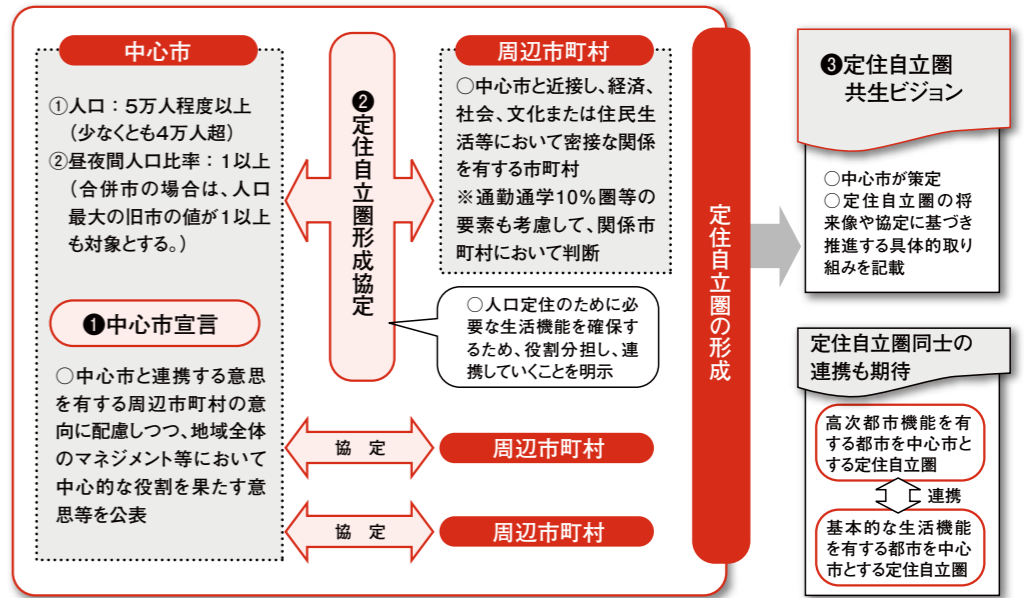 中心市
①人口：5万人程度以上
（少なくとも4万人超）
②昼夜間人口比率：1以上
（合併市の場合は、人口
最大の旧市の値が1以上
も対象とする。）
❶中心市宣言
○中心市と連携する意思
を有する周辺市町村の意
向に配慮しつつ、地域全体
のマネジメント等において
中心的な役割を果たす意
思等を公表
❷定住自立圏形成協定
周辺市町村
○中心市と近接し、経済、
社会、文化または住民生
活等において密接な関係
を有する市町村
※通勤通学10％圏等の
要素も考慮して、関係市
町村において判断
○人口定住のために必
要な生活機能を確保す
るため、役割分担し、連
携していくことを明示
協 定
周辺市町村
協 定
周辺市町村
定住自立圏の形成
❸定住自立圏
共生ビジョン
○中心市が策定
○定住自立圏の将
来像や協定に基づき
推進する具体的取り
組みを記載
定住自立圏同士の
連携も期待
高次都市機能を有
する都市を中心市と
する定住自立圏
連携
基本的な生活機能
を有する都市を中心
市とする定住自立圏